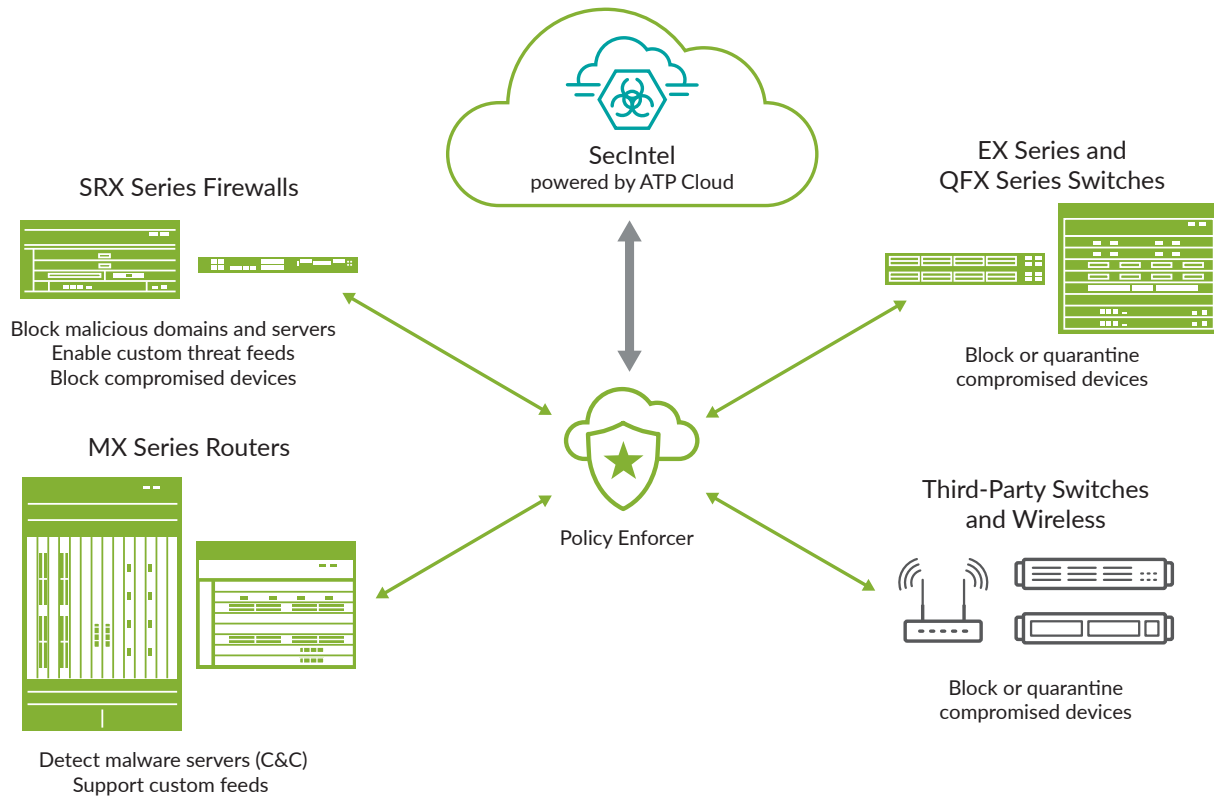 SecIntel
powered by ATP Cloud
SRX Series Firewalls
Block malicious domains and servers
Enable custom threat feeds
Block compromised devices
EX Series and
QFX Series Switches
Block or quarantine
compromised devices
MX Series Routers
Detect malware servers (C&C)
Support custom feeds
Policy Enforcer
Third-Party Switches
and Wireless
Block or quarantine
compromised devices